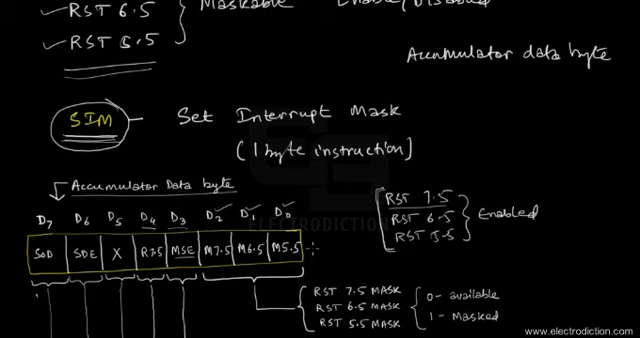 RST 6.5
RST 5.5
Maskable
Enable/Disabled
Accumulator data byte
SIM - Set Interrupt Mask
(1 byte instruction)
Accumulator Data byte
D7 D6 D5 D4 D3 D2 D1 D0
SOD SDE X R7.5 MSE M7.5 M6.5 M5.5
RST 7.5
RST 6.5
RST 5.5
Enabled
RST 7.5 MASK
RST 6.5 MASK
RST 5.5 MASK
0 - available
1 - Masked
ELECTRODICTION
www.electrodiction.com